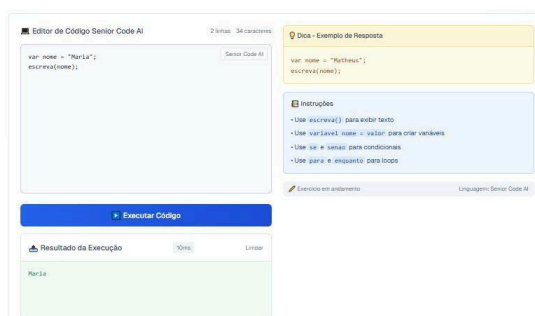 Editor de Código Senior Code AI
2 linhas 34 caracteres
Senior Code AI
var nome = "Maria";
escreva(nome);
Executar Código
Resultado da Execução
10ms
Limpar
Maria
Dica - Exemplo de Resposta
var nome = "Matheus";
escreva(nome);
Instruções
• Use escreva() para exibir texto
• Use variavel nome = valor para criar variáveis
• Use se e senao para condicionais
• Use para e enquanto para loops
Exercício em andamento
Linguagem: Senior Code AI